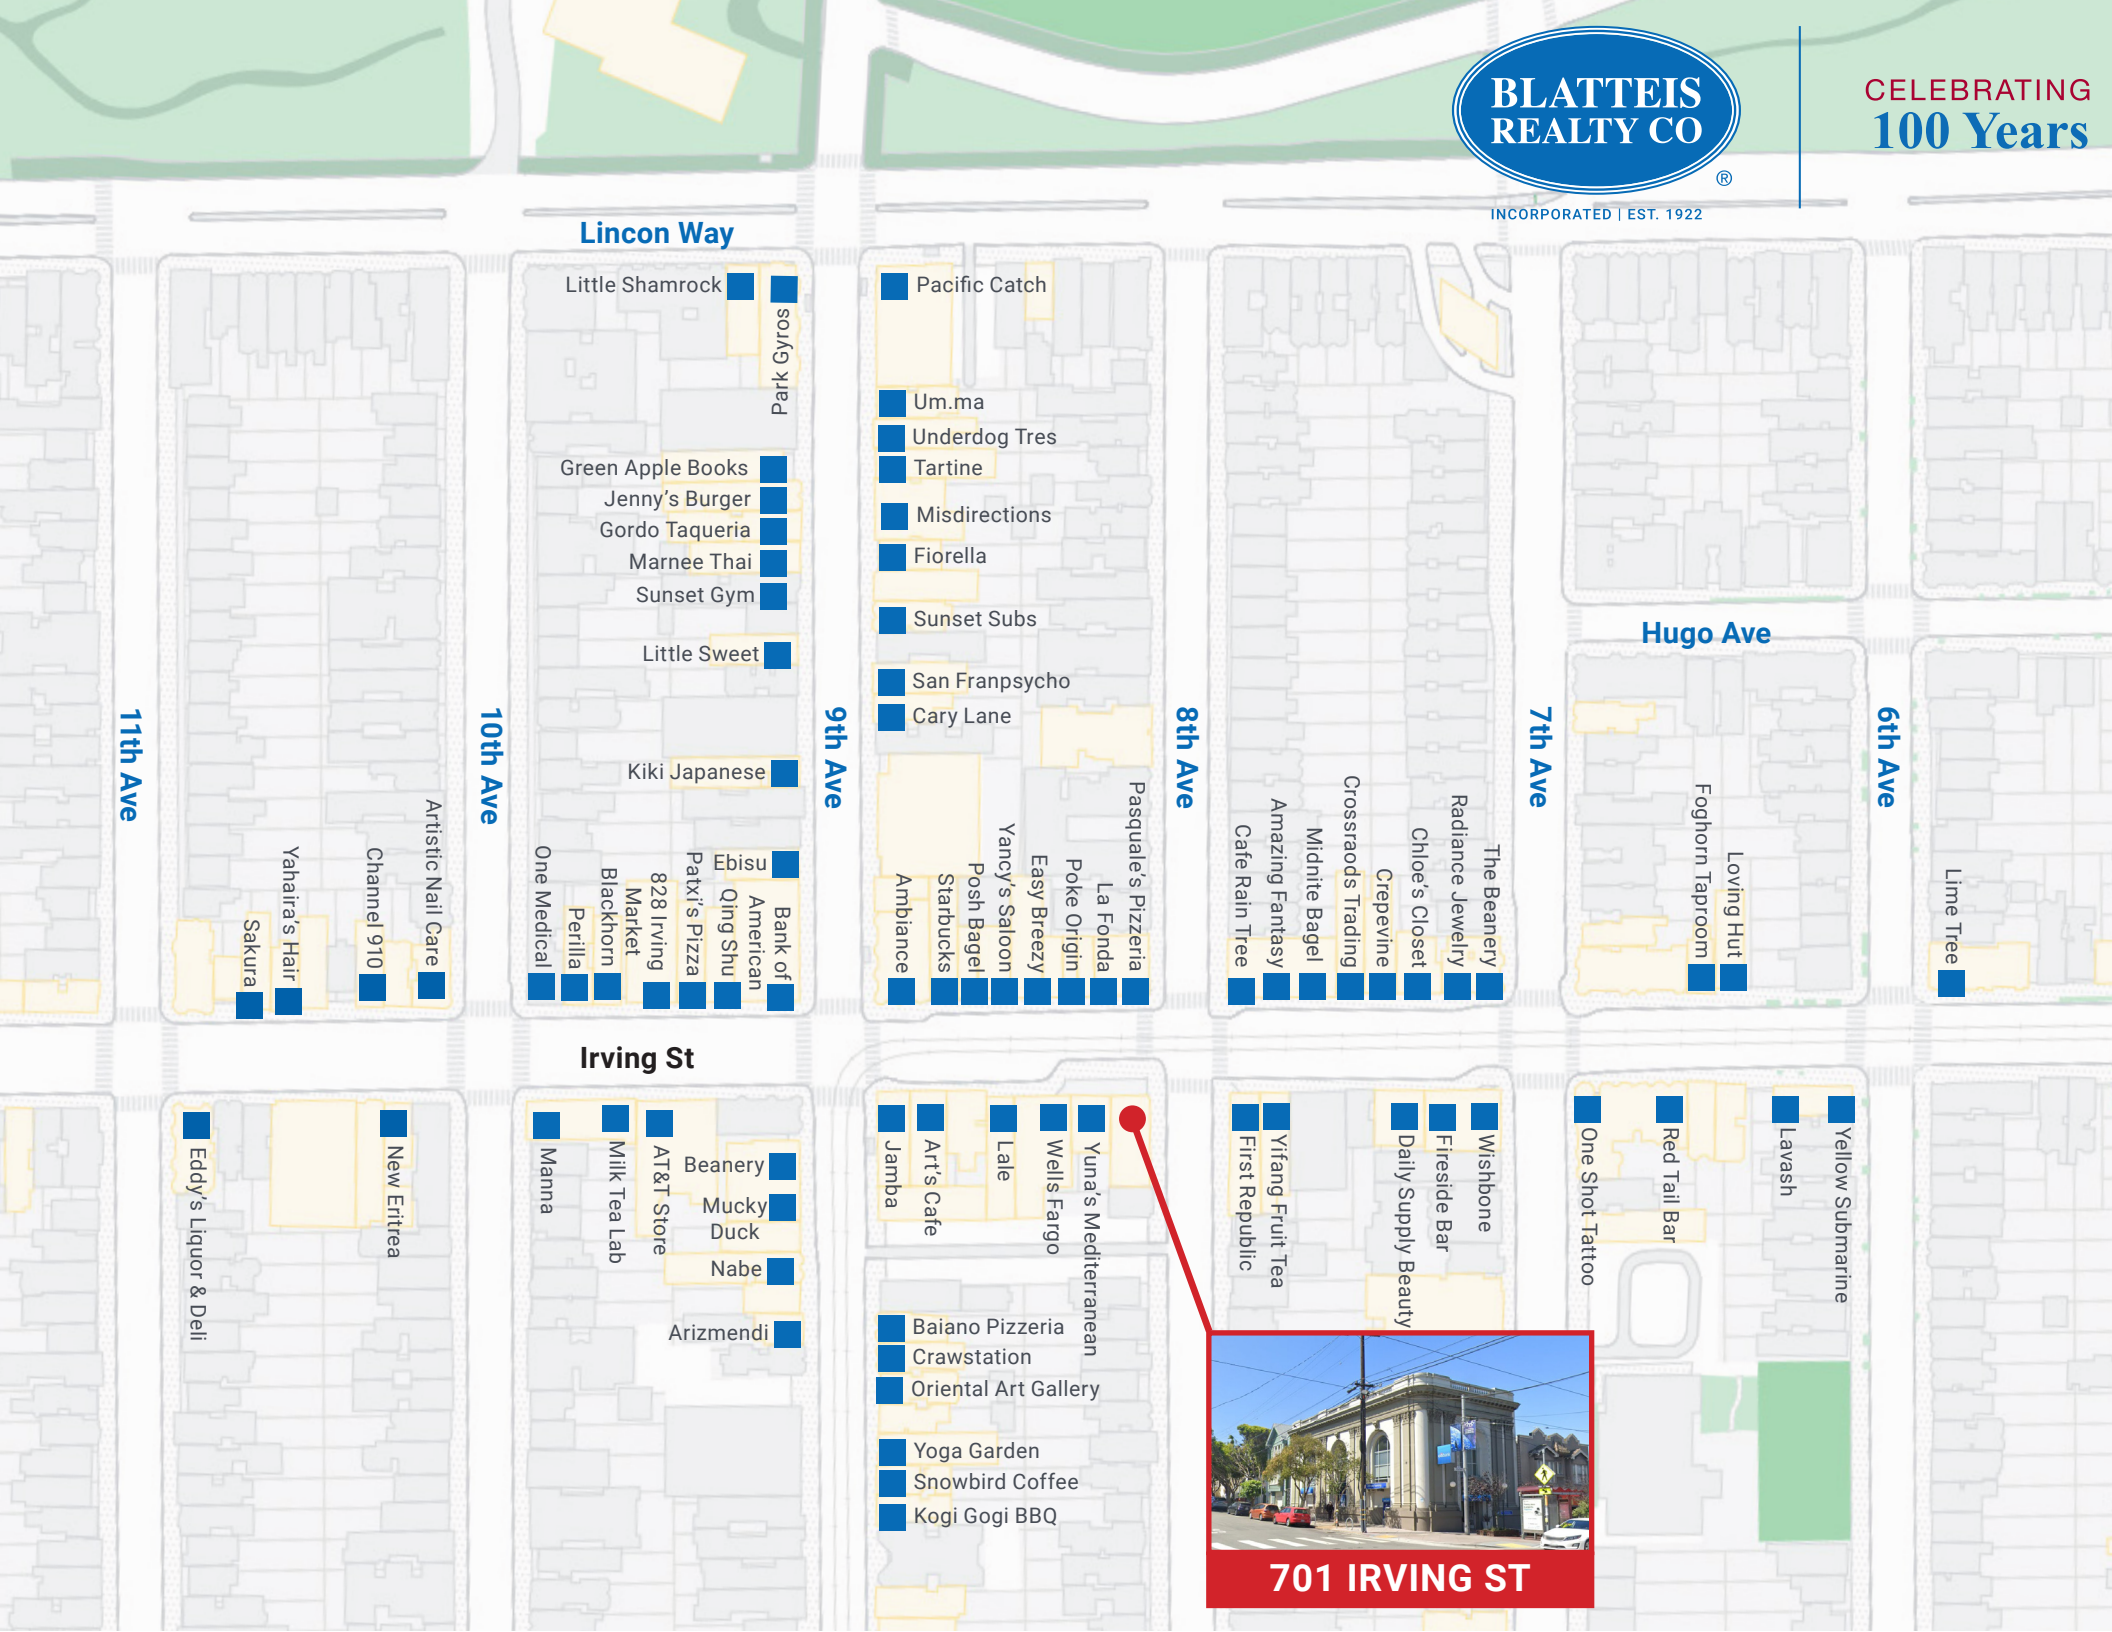 BLATTEIS
REALTY CO
®
INCORPORATED | EST. 1922
CELEBRATING
100 Years
Lincon Way
Little Shamrock
Park Gyros
Pacific Catch
Um.ma
Underdog Tres
Green Apple Books
Tartine
Jenny's Burger
Misdirections
Gordo Taqueria
Marnee Thai
Fiorella
Sunset Gym
Sunset Subs
Hugo Ave
Little Sweet
San Franpsycho
Cary Lane
11th Ave
10th Ave
9th Ave
8th Ave
7th Ave
6th Ave
Kiki Japanese
Ebisu
Sakura
Yahaira's Hair
Channel 910
Artistic Nail Care
One Medical
Perilla
Blackhorn
Market
828 Irving
Patxi's Pizza
Qing Shu
Bank of
American
Ambiance
Starbucks
Posh Bagel
Yancy's Saloon
Easy Breezy
Poke Origin
La Fonda
Pasquale's Pizzeria
Cafe Rain Tree
Amazing Fantasy
Midnite Bagel
Crossraods Trading
Crepevine
Chloe's Closet
Radiance Jewelry
The Beanery
Foghorn Taproom
Loving Hut
Lime Tree
Irving St
Eddy's Liquor & Deli
New Eritrea
Manna
Milk Tea Lab
AT&T Store
Beanery
Mucky
Duck
Nabe
Arizmendi
Jamba
Art's Cafe
Lale
Wells Fargo
Yuna's Mediterranean
First Republic
Yifang Fruit Tea
Daily Supply Beauty
Fireside Bar
Wishbone
One Shot Tattoo
Red Tail Bar
Lavash
Yellow Submarine
Baiano Pizzeria
Crawstation
Oriental Art Gallery
Yoga Garden
Snowbird Coffee
Kogi Gogi BBQ
701 IRVING ST